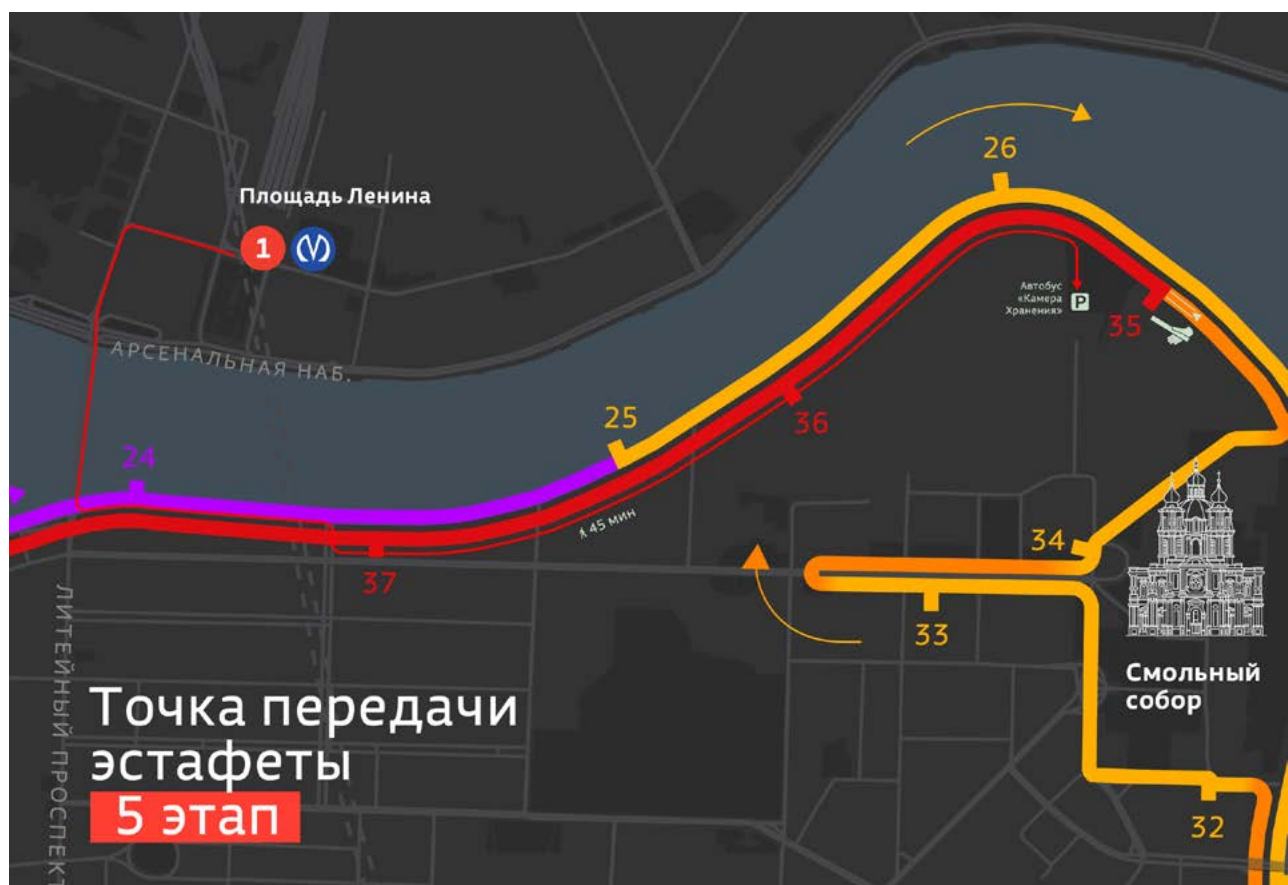 26
Площадь Ленина
1
Автобус
«Камера
Хранения»
P
35
АРСЕНАЛЬНАЯ НАБ.
36
25
24
45 мин
34
37
33
ЛИТЕЙНЫЙ ПРОСПЕКТ
Смольный
собор
Точка передачи
эстафеты
5 этап
32